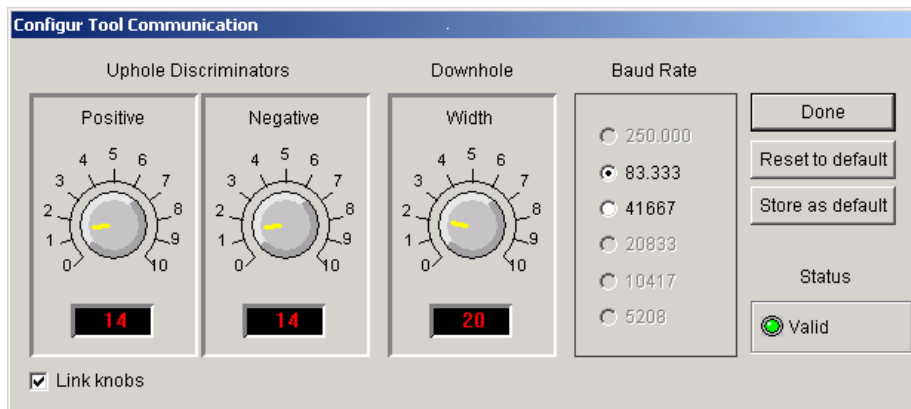 Configur Tool Communication
Uphole Discriminators
Downhole
Baud Rate
Positive
0 1 2 3 4 5 6 7 8 9 10
14
Negative
0 1 2 3 4 5 6 7 8 9 10
14
Width
0 1 2 3 4 5 6 7 8 9 10
20
250.000
83.333
41667
20833
10417
5208
Done
Reset to default
Store as default
Status
Valid
Link knobs